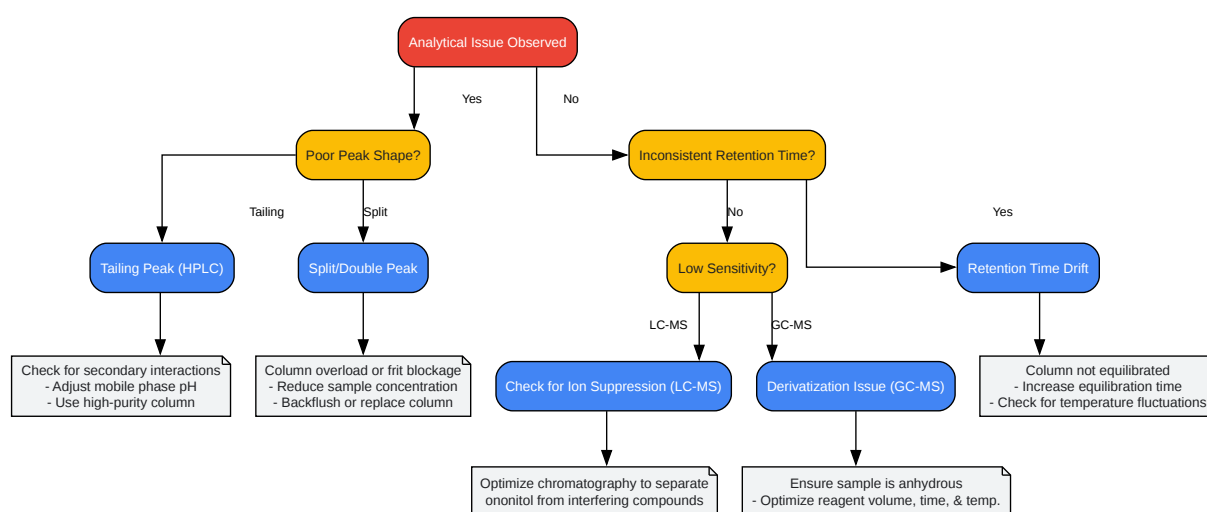 Analytical Issue Observed
Yes
No
Poor Peak Shape?
Inconsistent Retention Time?
Tailing
Split
No
Yes
Tailing Peak (HPLC)
Split/Double Peak
Low Sensitivity?
Retention Time Drift
LC-MS
GC-MS
Check for secondary interactions
- Adjust mobile phase pH
- Use high-purity column
Column overload or frit blockage
- Reduce sample concentration
- Backflush or replace column
Check for Ion Suppression (LC-MS)
Derivatization Issue (GC-MS)
Column not equilibrated
- Increase equilibration time
- Check for temperature fluctuations
Optimize chromatography to separate
ononitol from interfering compounds
Ensure sample is anhydrous
- Optimize reagent volume, time, & temp.